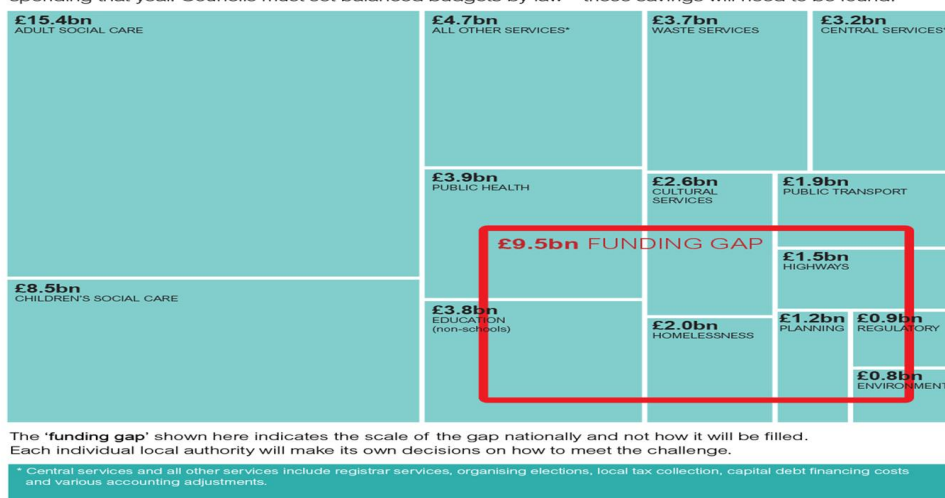 £15.4bn
ADULT SOCIAL CARE
£4.7bn
ALL OTHER SERVICES*
£3.7bn
WASTE SERVICES
£3.2bn
CENTRAL SERVICES*
£3.9bn
PUBLIC HEALTH
£2.6bn
CULTURAL
SERVICES
£1.9bn
PUBLIC TRANSPORT
£9.5bn FUNDING GAP
£1.5bn
HIGHWAYS
£8.5bn
CHILDREN'S SOCIAL CARE
£3.8bn
EDUCATION
(non-schools)
£2.0bn
HOMELESSNESS
£1.2bn
PLANNING
£0.9bn
REGULATORY
£0.8bn
ENVIRONMENT
The 'funding gap' shown here indicates the scale of the gap nationally and not how it will be filled.
Each individual local authority will make its own decisions on how to meet the challenge.
* Central services and all other services include registrar services, organising elections, local tax collection, capital debt financing costs
and various accounting adjustments.